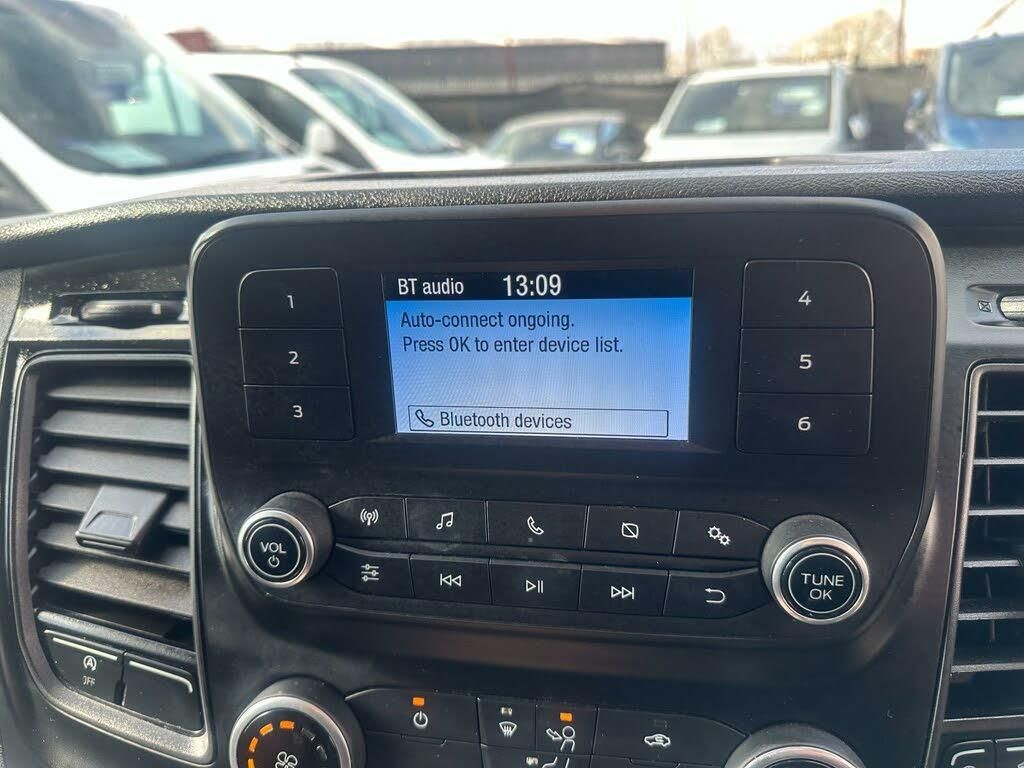 BT audio 13:09
Auto-connect ongoing.
Press OK to enter device list.
Bluetooth devices
1
2
3
4
5
6
VOL
TUNE
OK
A
OFF